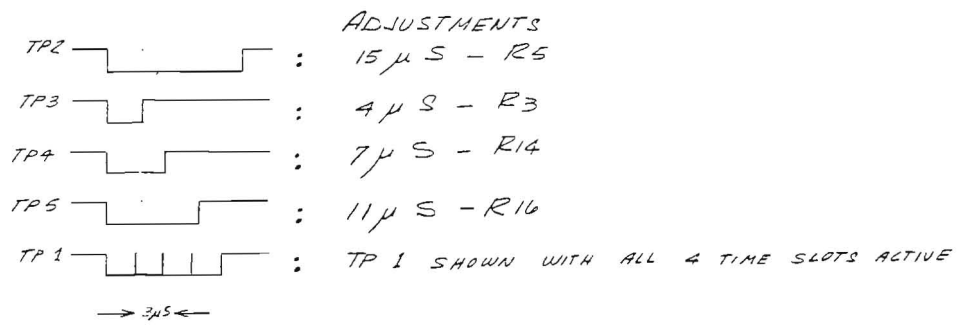 ADJUSTMENTS
TP2 : 15 μS - R5
TP3 : 4 μS - R3
TP4 : 7 μS - R14
TP5 : 11 μS - R16
TP 1 : TP 1 SHOWN WITH ALL 4 TIME SLOTS ACTIVE
3μS